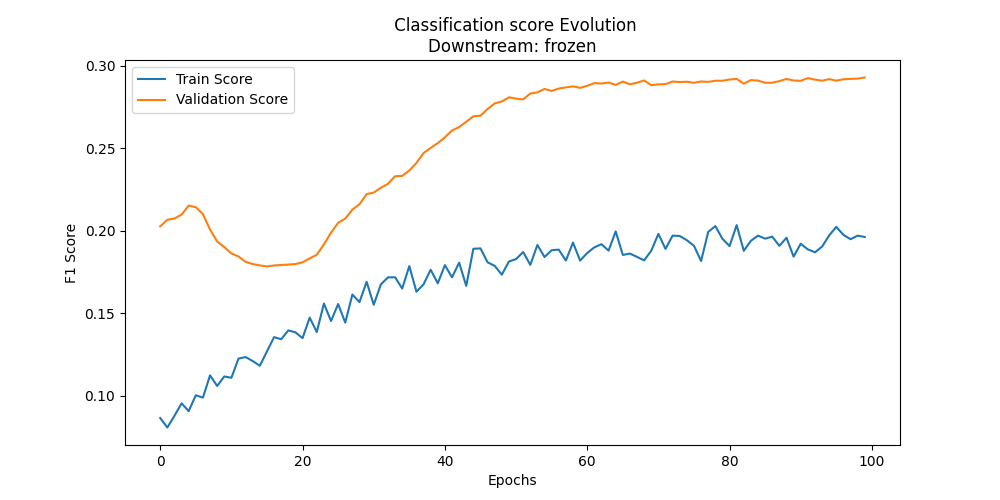 Classification score Evolution
Downstream: frozen
Train Score
Validation Score
F1 Score
0.30
0.25
0.20
0.15
0.10
0 20 40 60 80 100
Epochs